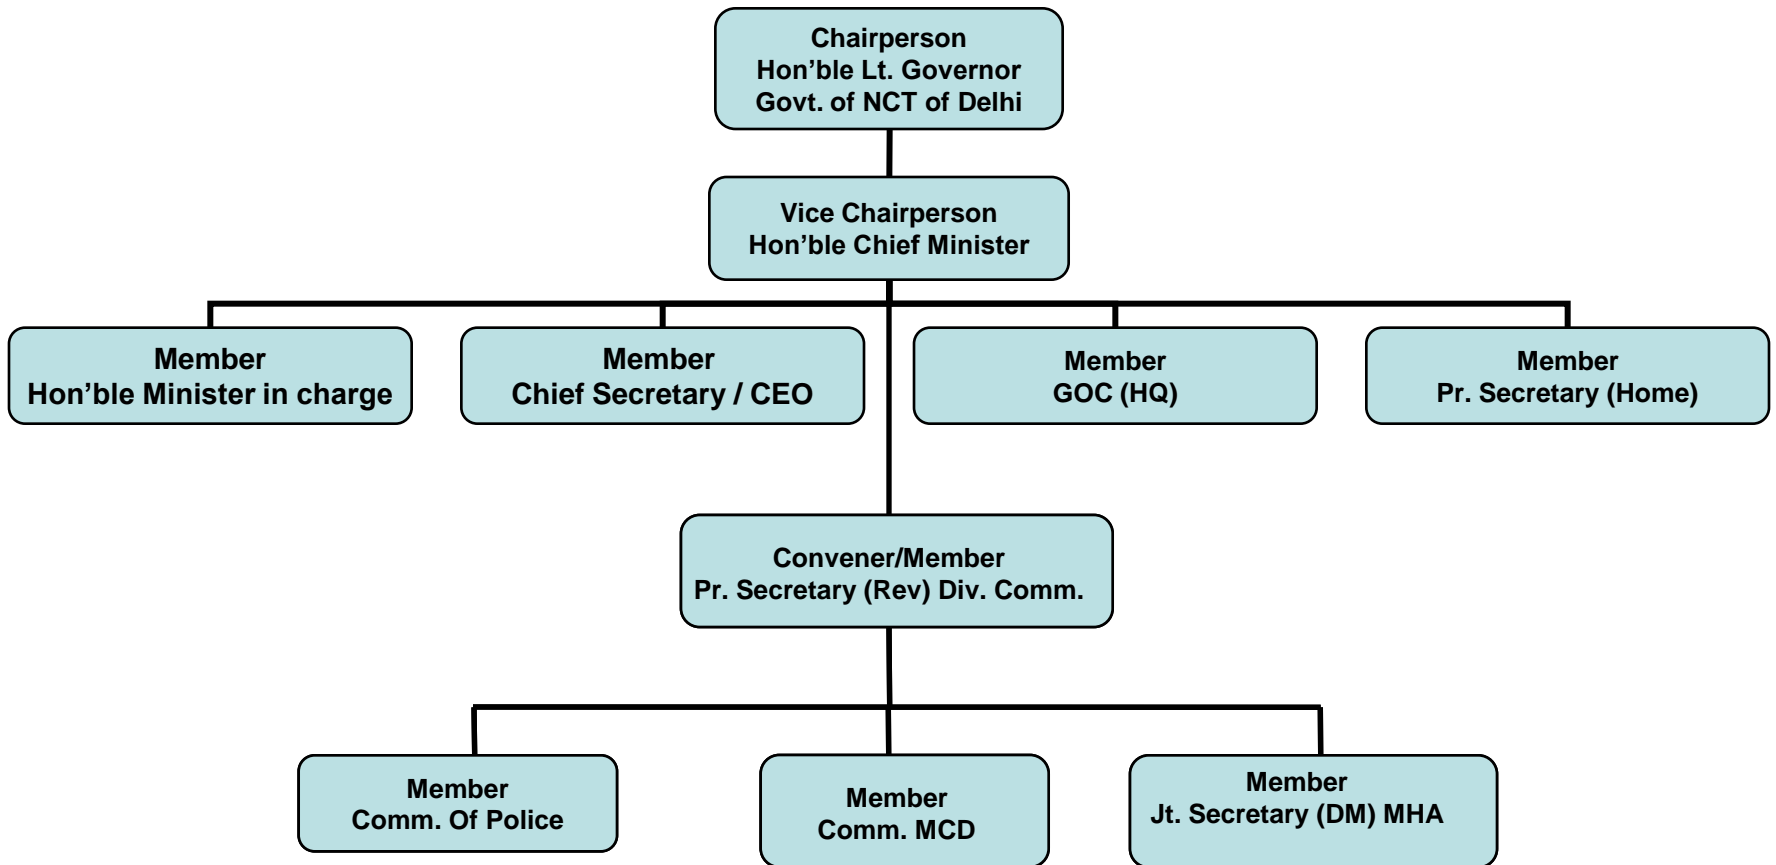 Chairperson
Hon’ble Lt. Governor
Govt. of NCT of Delhi
Vice Chairperson
Hon’ble Chief Minister
Member
Hon’ble Minister in charge
Member
Chief Secretary / CEO
Member
GOC (HQ)
Member
Pr. Secretary (Home)
Convener/Member
Pr. Secretary (Rev) Div. Comm.
Member
Comm. Of Police
Member
Comm. MCD
Member
Jt. Secretary (DM) MHA